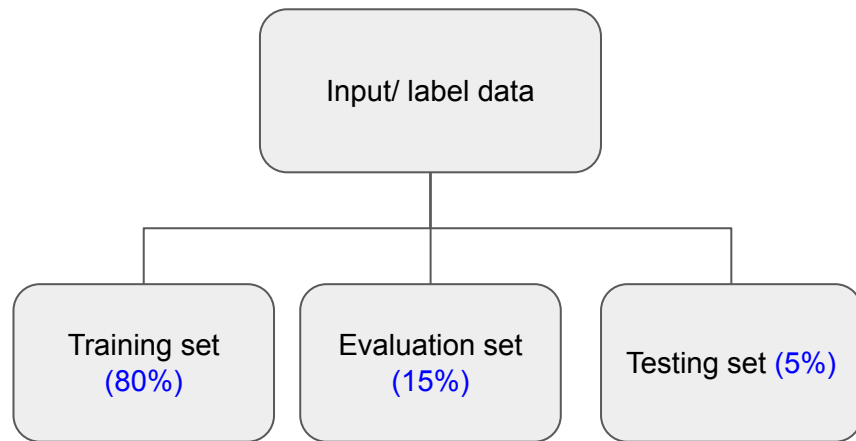 Input/ label data
Training set
(80%)
Evaluation set
(15%)
Testing set (5%)